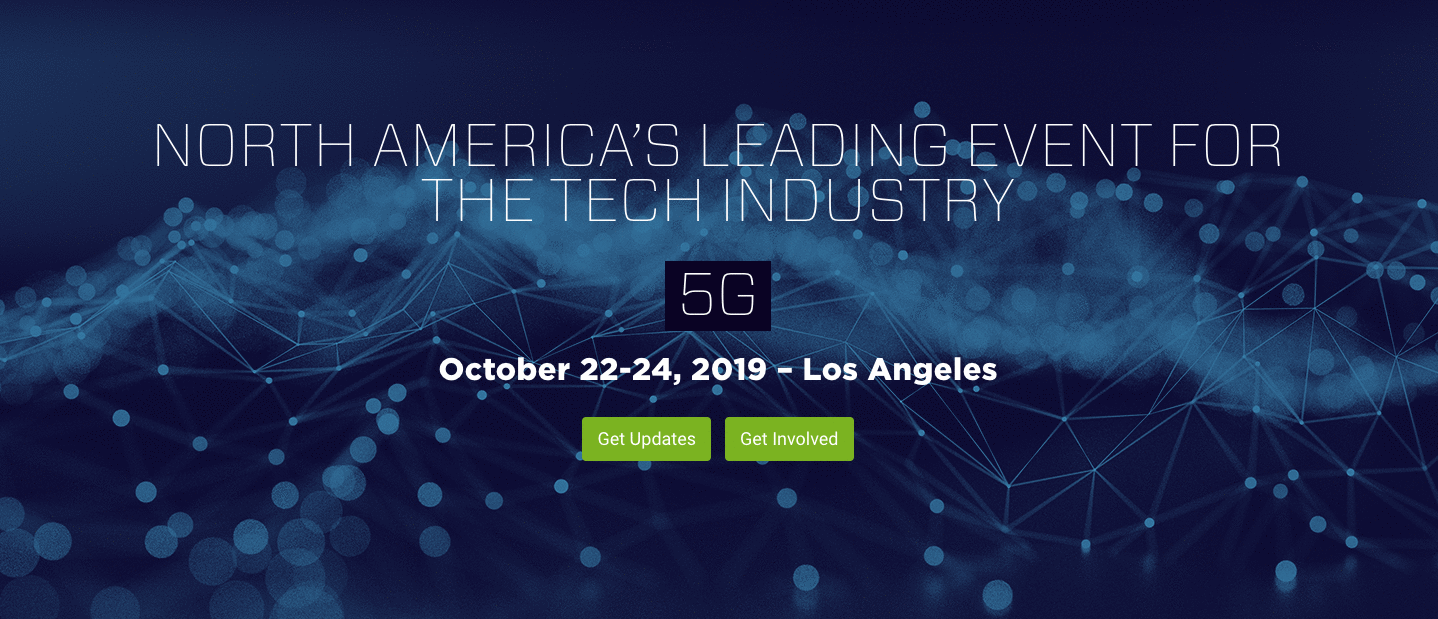 NORTH AMERICA’S LEADING EVENT FOR
THE TECH INDUSTRY
5G
October 22-24, 2019 – Los Angeles
Get Updates
Get Involved